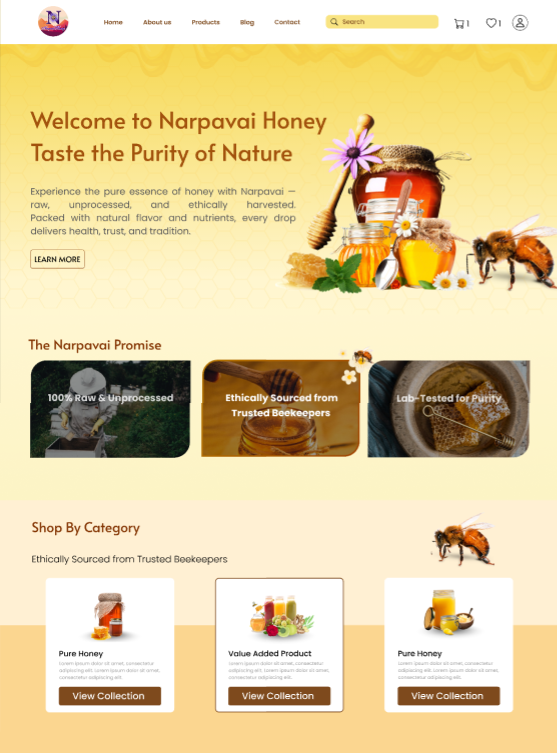 N
Home
About us
Products
Blog
Contact
Search
1
1
Welcome to Narpavai Honey
Taste the Purity of Nature
Experience the pure essence of honey with Narpavai —
raw, unprocessed, and ethically harvested.
Packed with natural flavor and nutrients, every drop
delivers health, trust, and tradition.
LEARN MORE
The Narpavai Promise
100% Raw & Unprocessed
Ethically Sourced from
Trusted Beekeepers
Lab-Tested for Purity
Shop By Category
Ethically Sourced from Trusted Beekeepers
Pure Honey
Lorem ipsum dolor sit amet, consectetur
adipiscing elit. Lorem ipsum dolor sit amet,
consectetur adipiscing elit.
View Collection
Value Added Product
Lorem ipsum dolor sit amet, consectetur
adipiscing elit. Lorem ipsum dolor sit amet,
consectetur adipiscing elit.
View Collection
Pure Honey
Lorem ipsum dolor sit amet, consectetur
adipiscing elit. Lorem ipsum dolor sit amet,
consectetur adipiscing elit.
View Collection